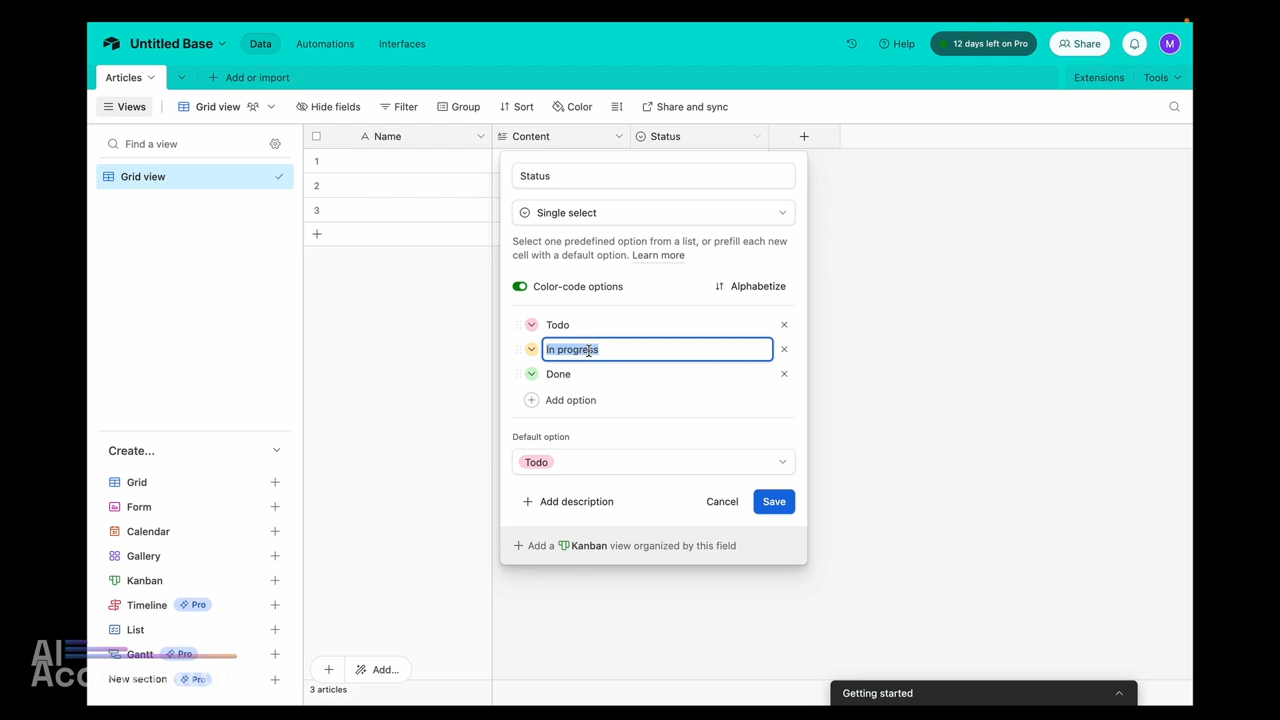 Untitled Base
Data
Automations
Interfaces
Help
12 days left on Pro
Share
M
Articles
Add or import
Extensions
Tools
Views
Grid view
Hide fields
Filter
Group
Sort
Color
Share and sync
Find a view
Grid view
Name
Content
Status
1
2
3
Status
Single select
Select one predefined option from a list, or prefill each new
cell with a default option. Learn more
Color-code options
Alphabetize
Todo
In progress
Done
Add option
Default option
Todo
Add description
Cancel
Save
Add a Kanban view organized by this field
Create...
Grid
Form
Calendar
Gallery
Kanban
Timeline
Pro
List
Gantt
Pro
New section
Pro
AI
Acc
Add...
3 articles
Getting started